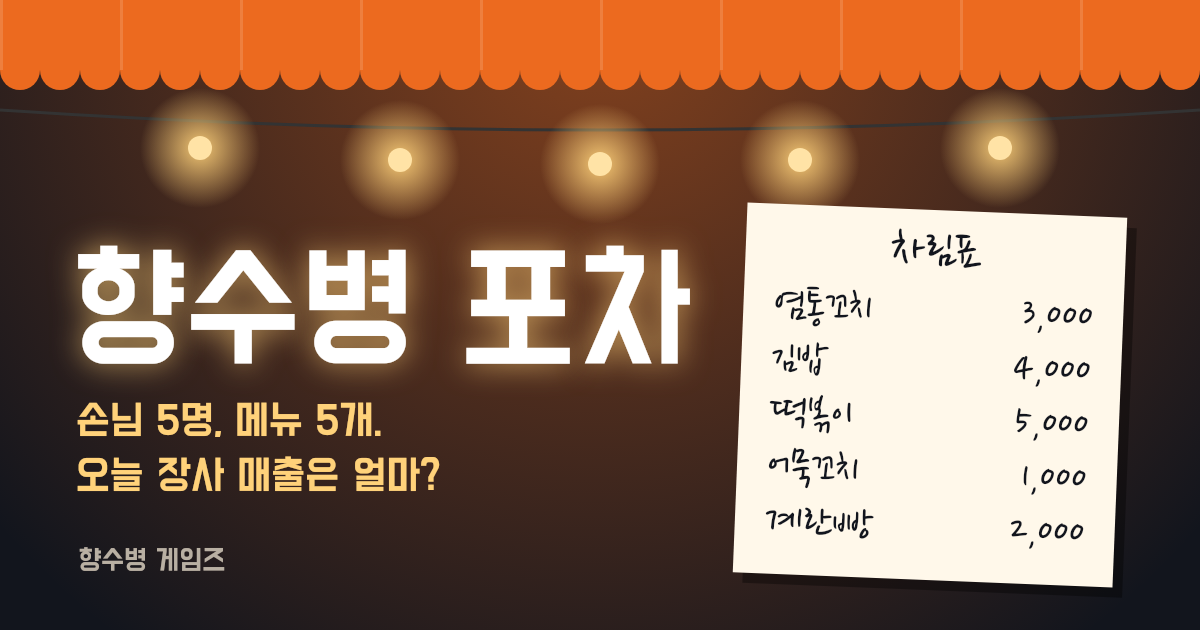 향수병 포차
손님 5명, 메뉴 5개.
오늘 장사 매출은 얼마?
향수병 게임즈
차림표
염통꼬치 3,000
김밥 4,000
떡볶이 5,000
어묵꼬치 1,000
계란빵 2,000